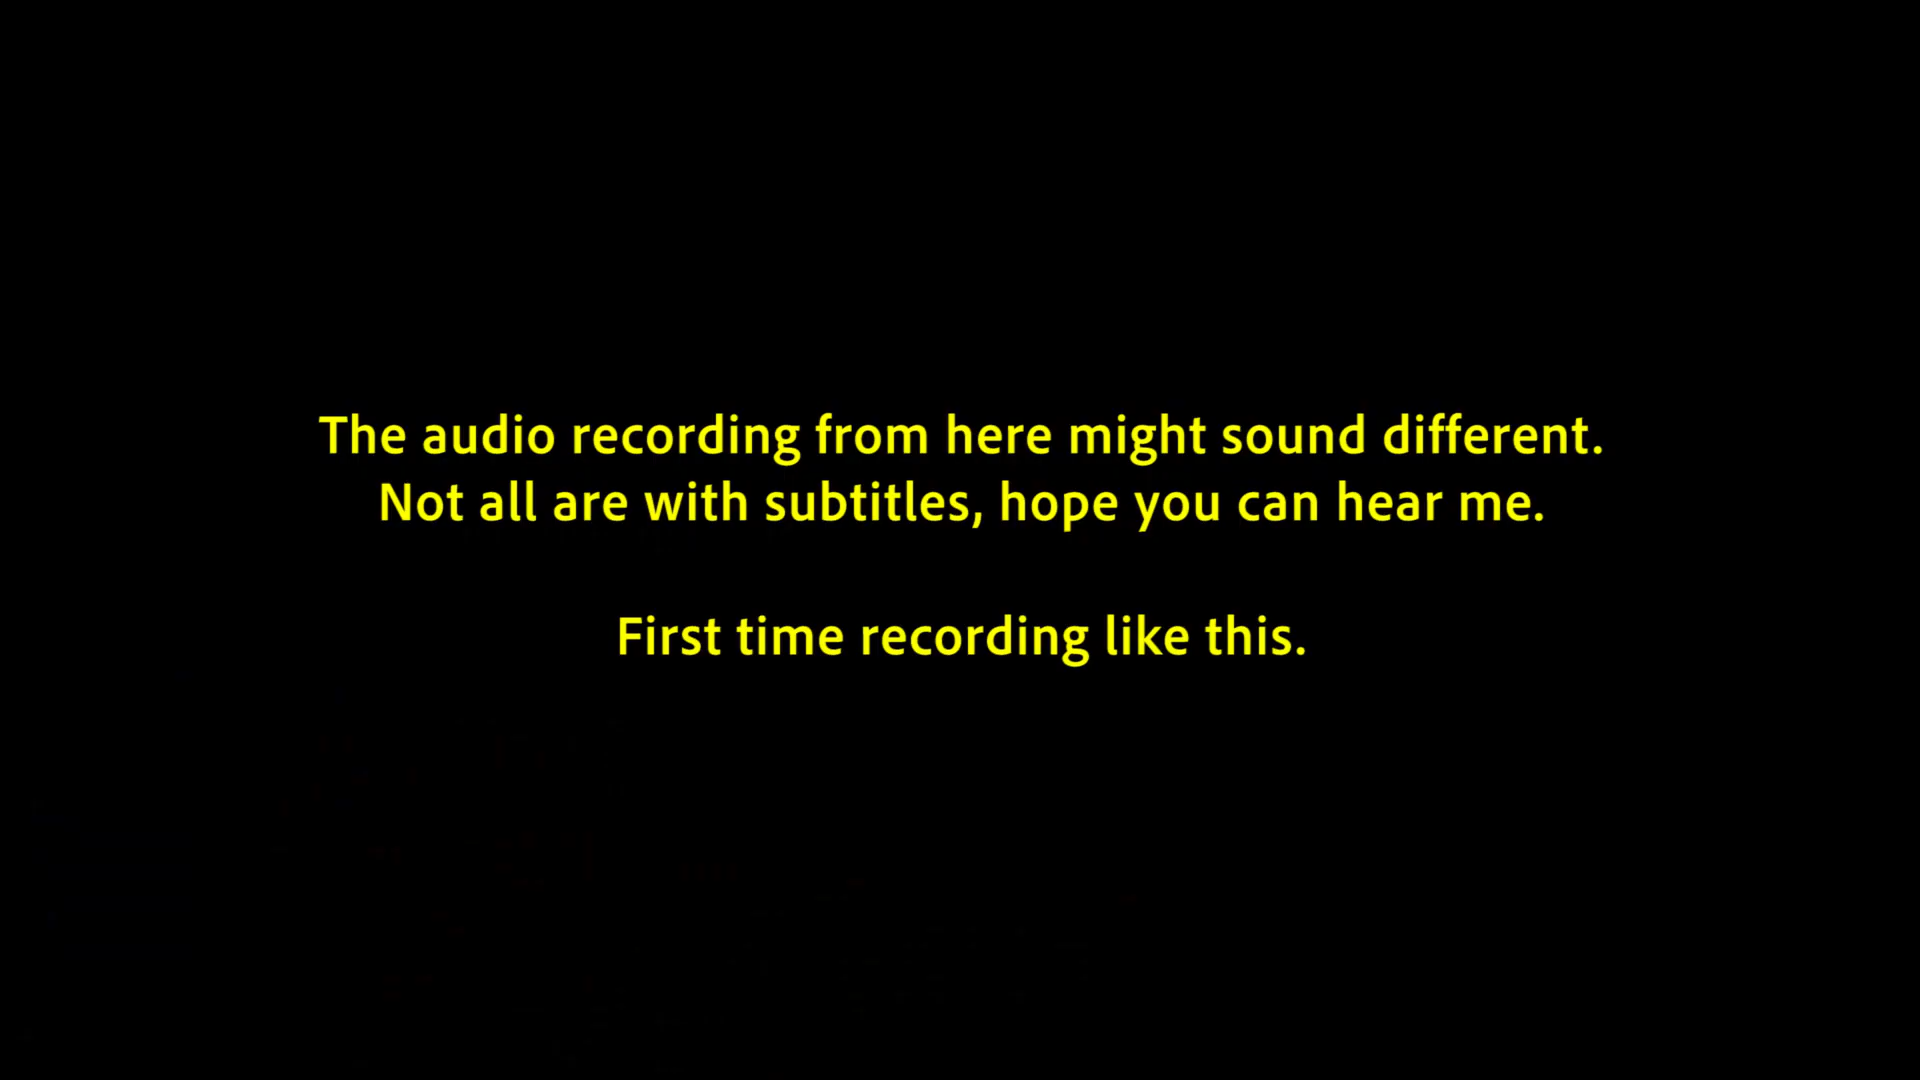 The audio recording from here might sound different.
Not all are with subtitles, hope you can hear me.
First time recording like this.